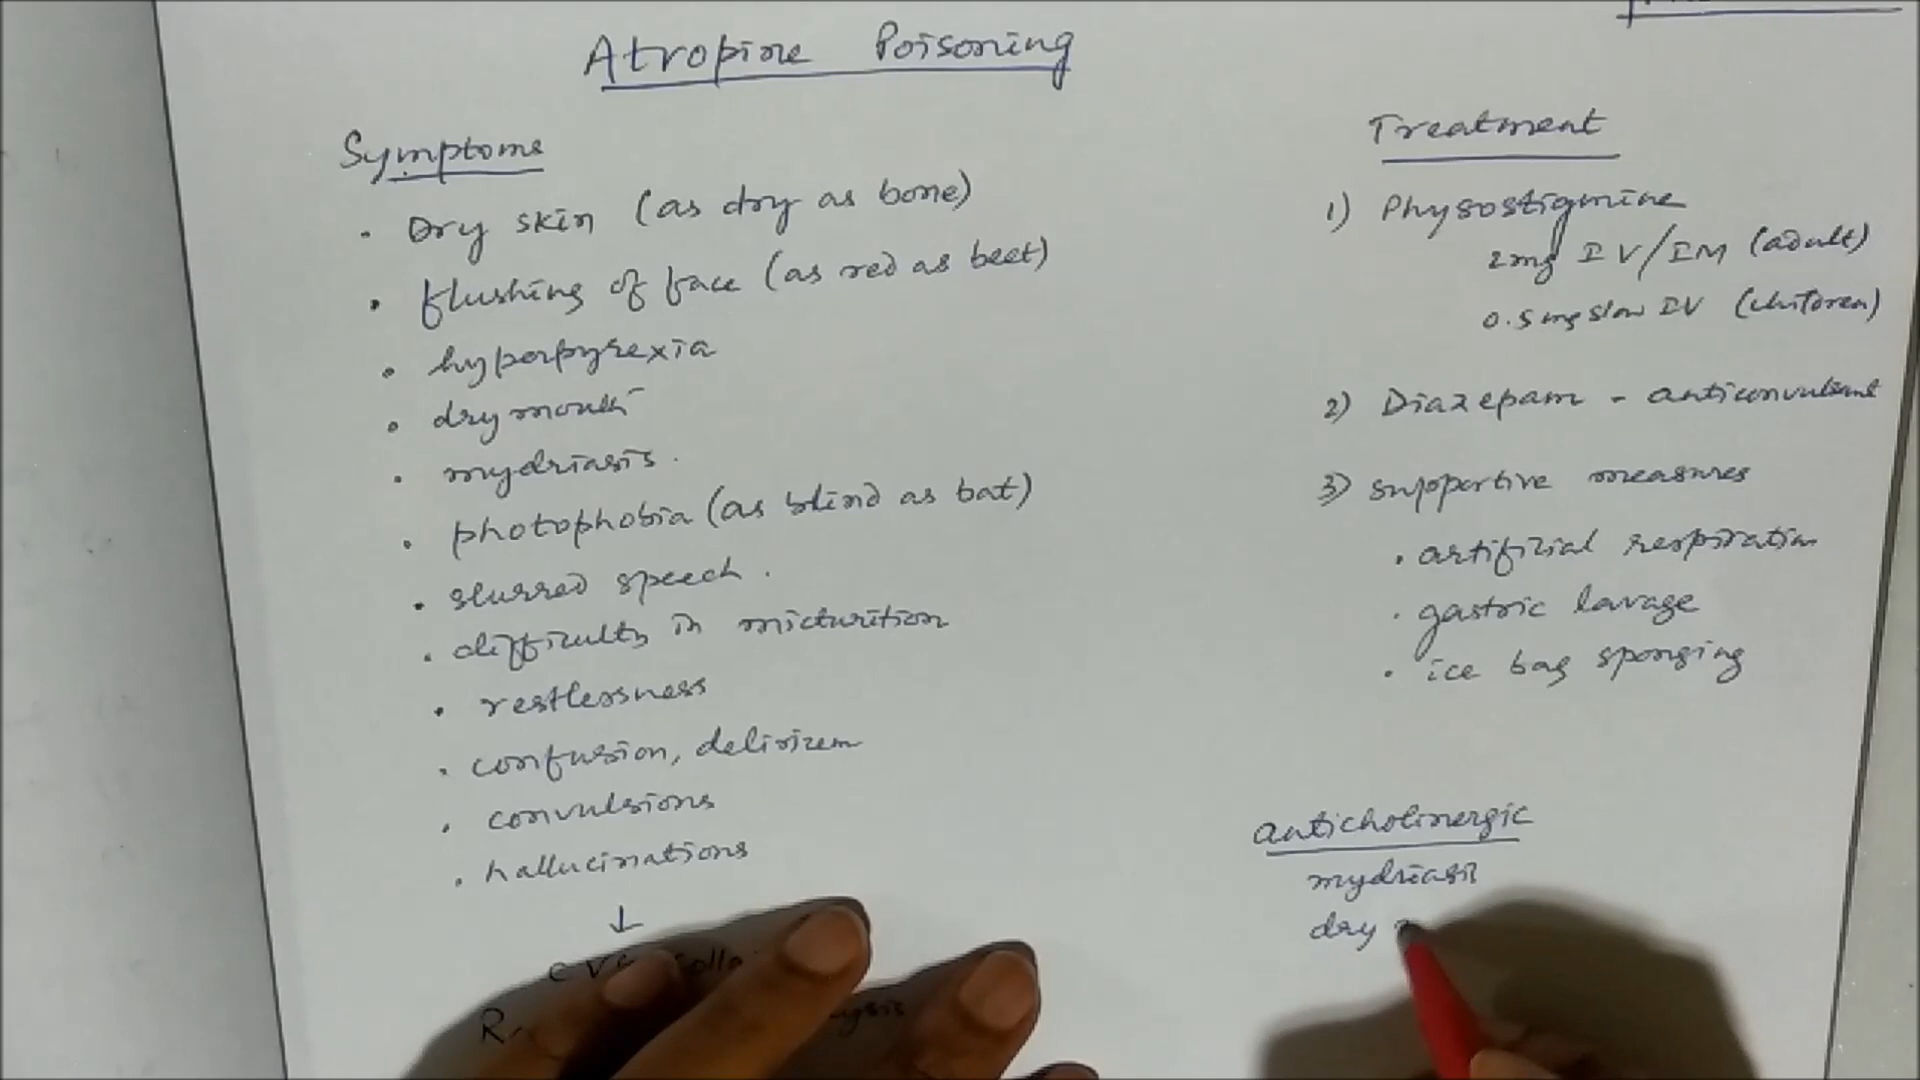 Atropine Poisoning
Symptoms
• Dry skin (as dry as bone)
• flushing of face (as red as beet)
• hyperpyrexia
• dry mouth
• mydriasis.
• photophobia (as blind as bat)
• slurred speech.
• difficulty in micturition
• restlessness
• confusion, delirium
• convulsions
• hallucinations
↓
CVS
Treatment
1) Physostigmine
2mg IV/IM (adult)
0.5 mg slow IV (children)
2) Diazepam - anticonvulsant
3) supportive measures
• artificial respiration
• gastric lavage
• ice bag sponging
anticholinergic
mydriasis
dry